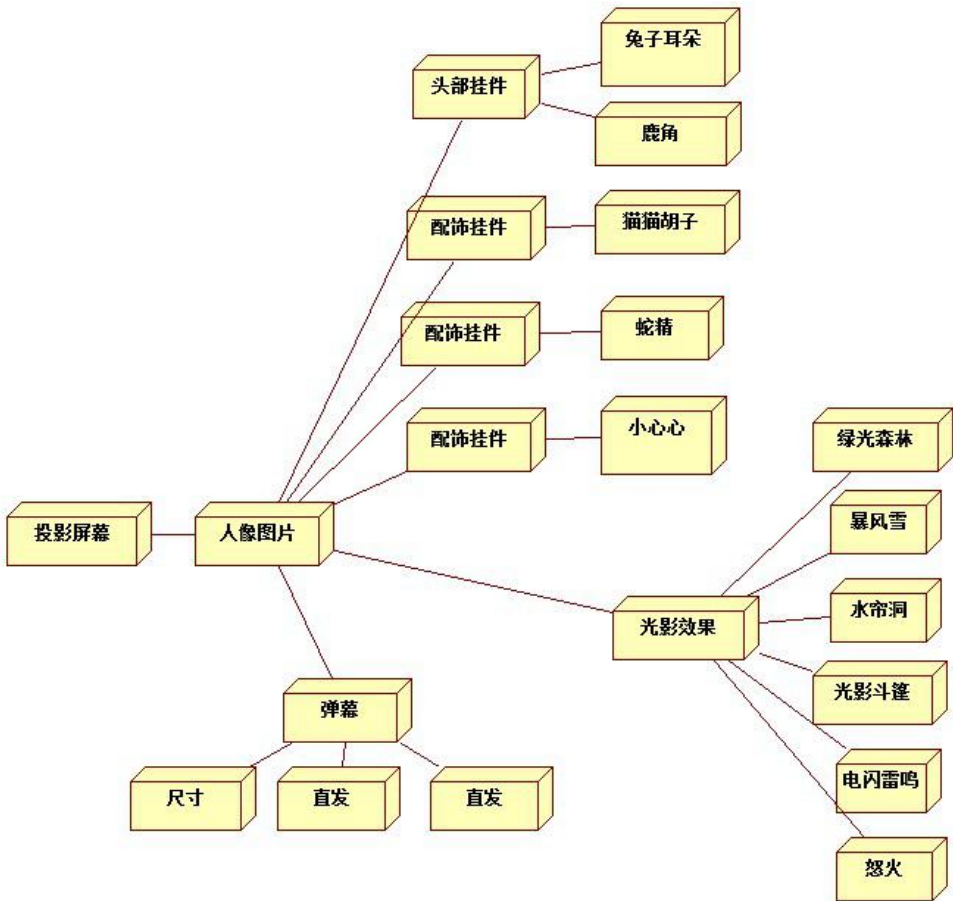 兔子耳朵
头部挂件
鹿角
配饰挂件
猫猫胡子
配饰挂件
蛇精
配饰挂件
小心心
绿光森林
投影屏幕
人像图片
暴风雪
光影效果
水帘洞
光影斗篷
弹幕
电闪雷鸣
尺寸
直发
直发
怒火